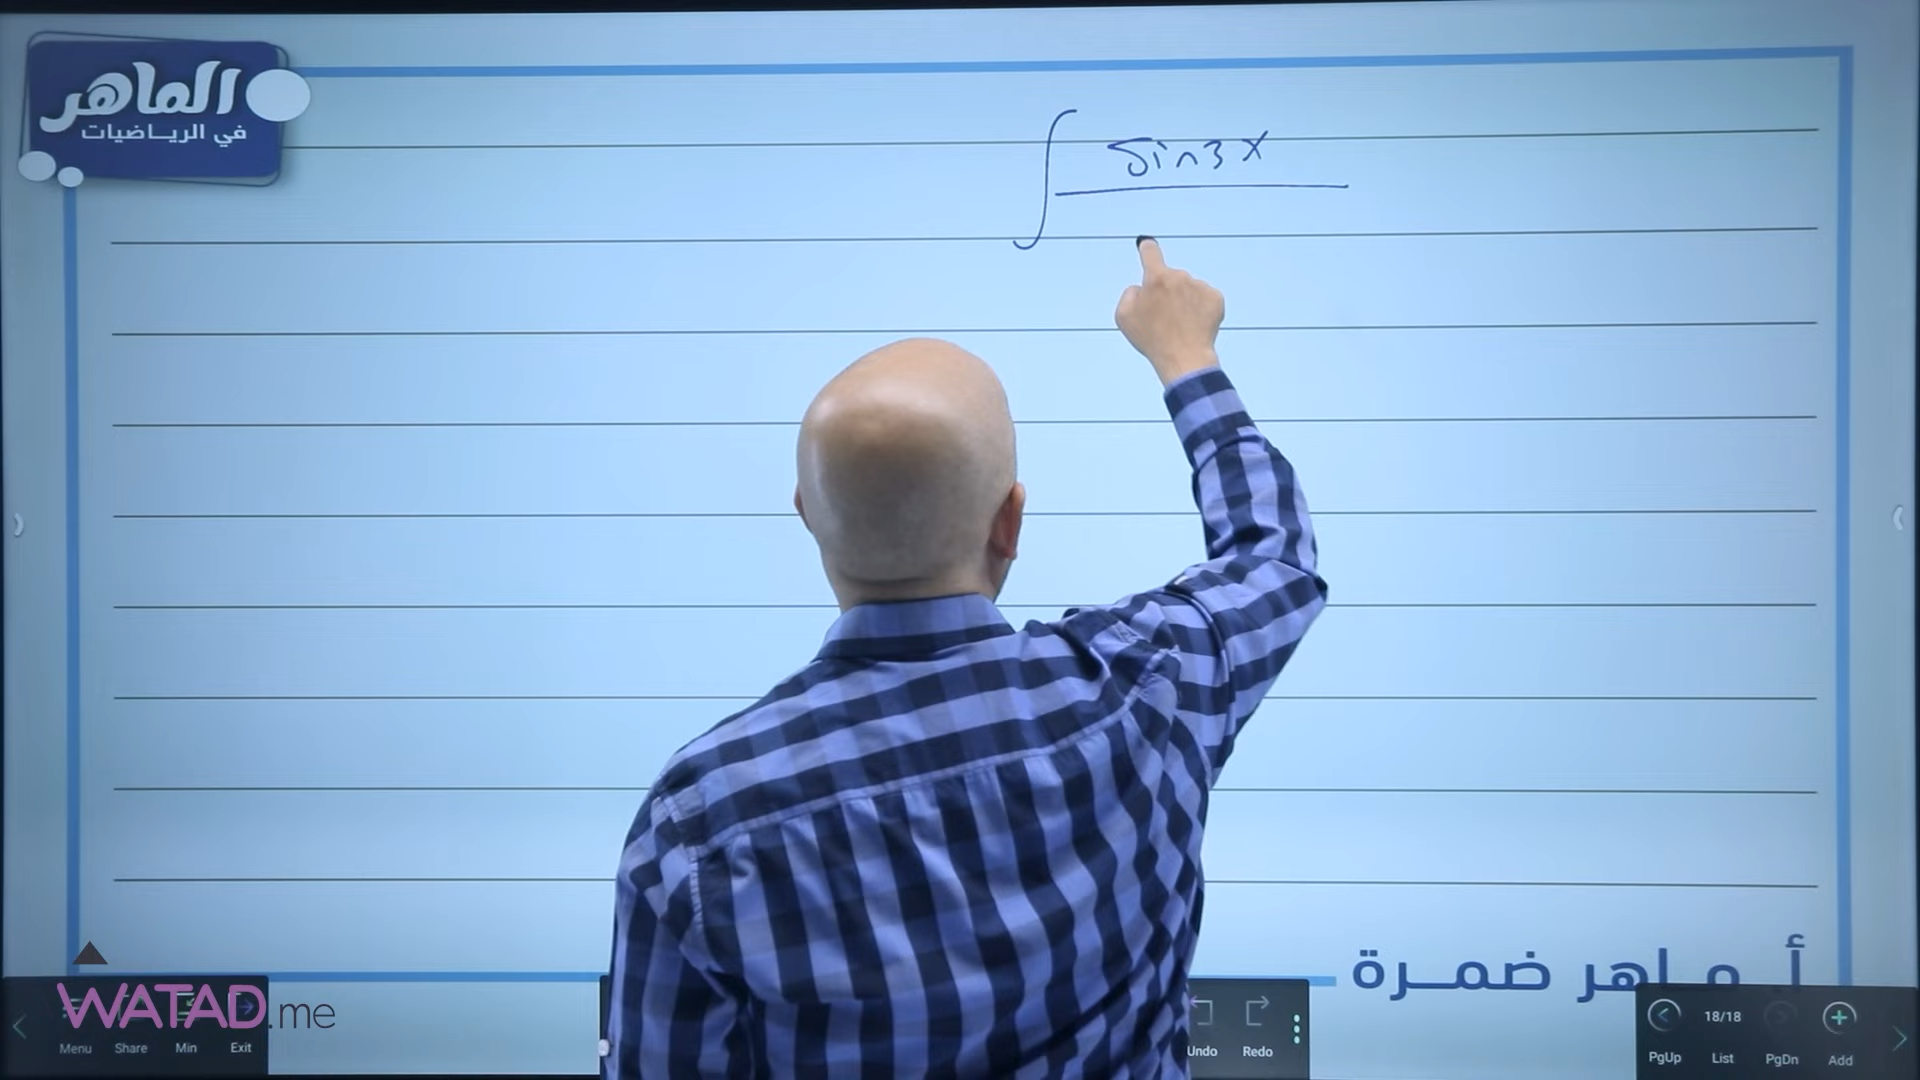 الماهر
في الرياضيات
∫ sin3x
أ. ماهر ضمرة
WATAD.me
Menu Share Min Exit
Undo Redo
18/18
PgUp List PgDn Add